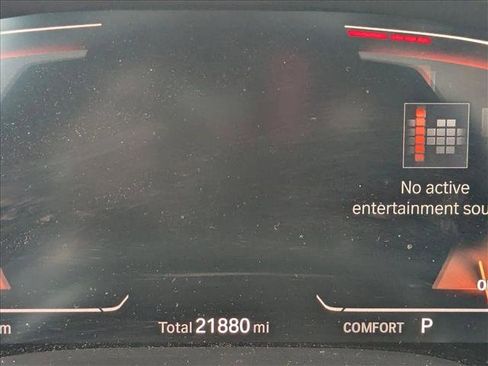 No active
entertainment sou
Total 21880 mi
COMFORT P